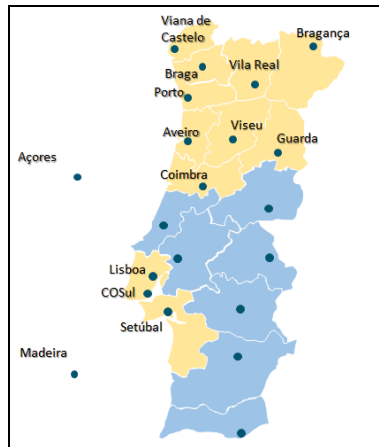 Viana de
Castelo
Bragança
Braga
Vila Real
Porto
Aveiro
Viseu
Guarda
Açores
Coimbra
Lisboa
COSul
Setúbal
Madeira